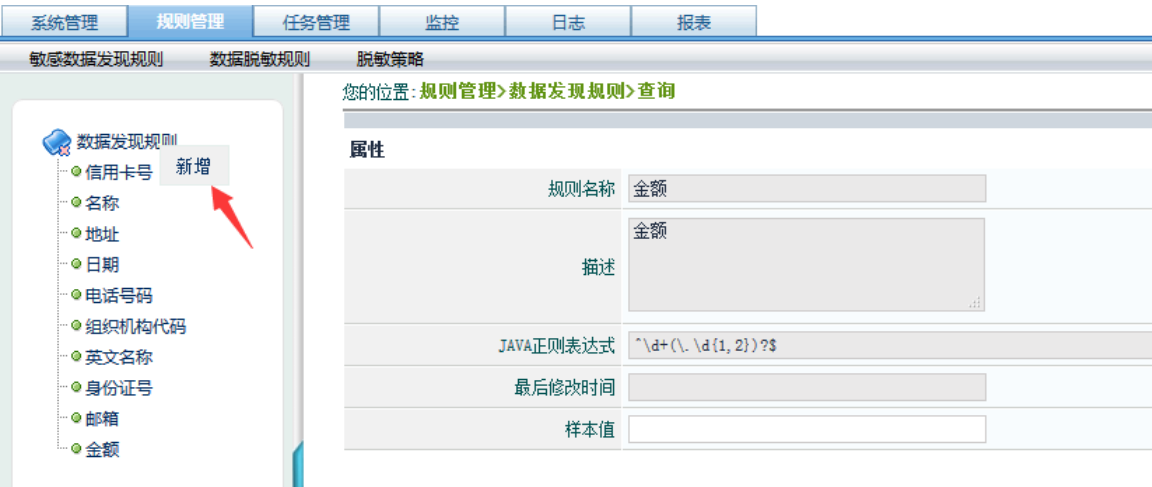 系统管理 规则管理 任务管理 监控 日志 报表
敏感数据发现规则 数据脱敏规则 脱敏策略
您的位置:规则管理>数据发现规则>查询
数据发现规则
新增
信用卡号
名称
地址
日期
电话号码
组织机构代码
英文名称
身份证号
邮箱
金额
属性
规则名称 金额
描述 金额
JAVA正则表达式 ^\d+(\.\d{1,2})?$
最后修改时间
样本值